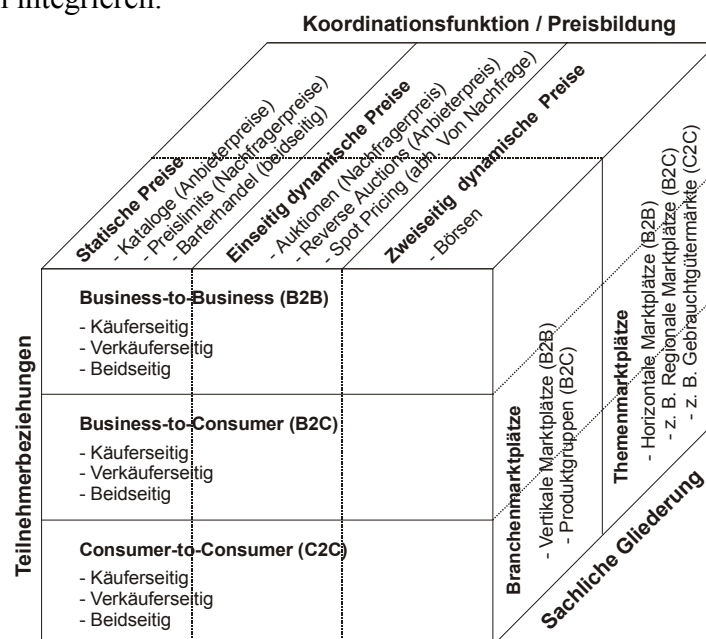 integrieren.
Koordinationsfunktion / Preisbildung
Statische Preise
- Kataloge (Anbieterpreise)
- Preislimits (Nachfragerpreise)
- Barterhandel (beidseitig)
Einseitig dynamische Preise
- Auktionen (Nachfragerpreis)
- Reverse Auctions (Anbieterpreis)
- Spot Pricing (abh. Von Nachfrage)
Zweiseitig dynamische Preise
- Börsen
Teilnehmerbeziehungen
Business-to-Business (B2B)
- Käuferseitig
- Verkäuferseitig
- Beidseitig
Business-to-Consumer (B2C)
- Käuferseitig
- Verkäuferseitig
- Beidseitig
Consumer-to-Consumer (C2C)
- Käuferseitig
- Verkäuferseitig
- Beidseitig
Branchenmarktplätze
- Vertikale Marktplätze (B2B)
- Produktgruppen (B2C)
Themenmarktplätze
- Horizontale Marktplätze (B2B)
- z. B. Regionale Marktplätze (B2C)
- z. B. Gebrauchtgütermärkte (C2C)
Sachliche Gliederung